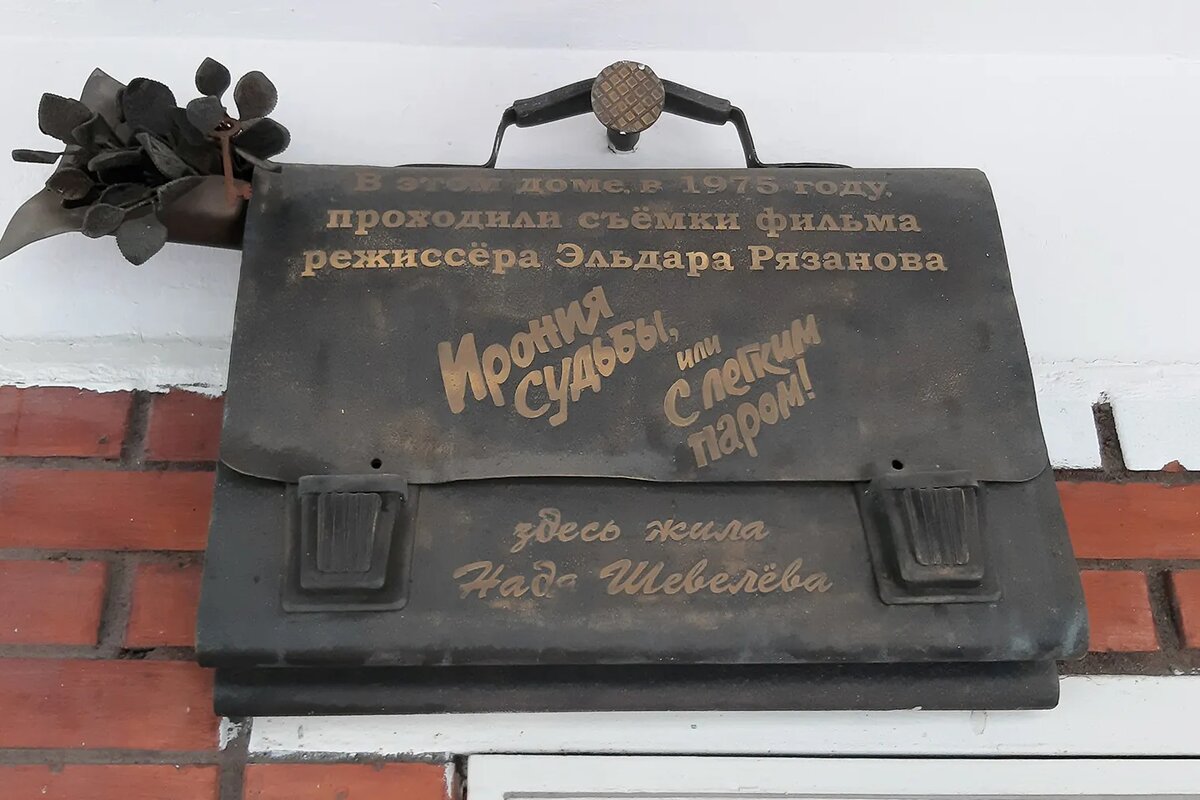 В этом доме, в 1975 году,
проходили съёмки фильма
режиссёра Эльдара Рязанова
Ирония
судьбы,
или
С легким
паром!
здесь жила
Надя Шевелёва